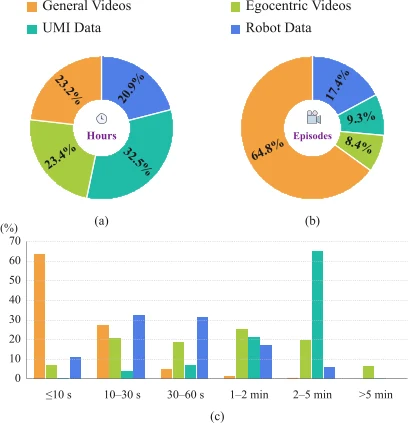 General Videos
Egocentric Videos
UMI Data
Robot Data
23.2%
20.9%
Hours
23.4%
32.5%
17.4%
9.3%
Episodes
8.4%
64.8%
(a)
(b)
(%)
70
60
50
40
30
20
10
0
≤10 s
10–30 s
30–60 s
1–2 min
2–5 min
>5 min
(c)